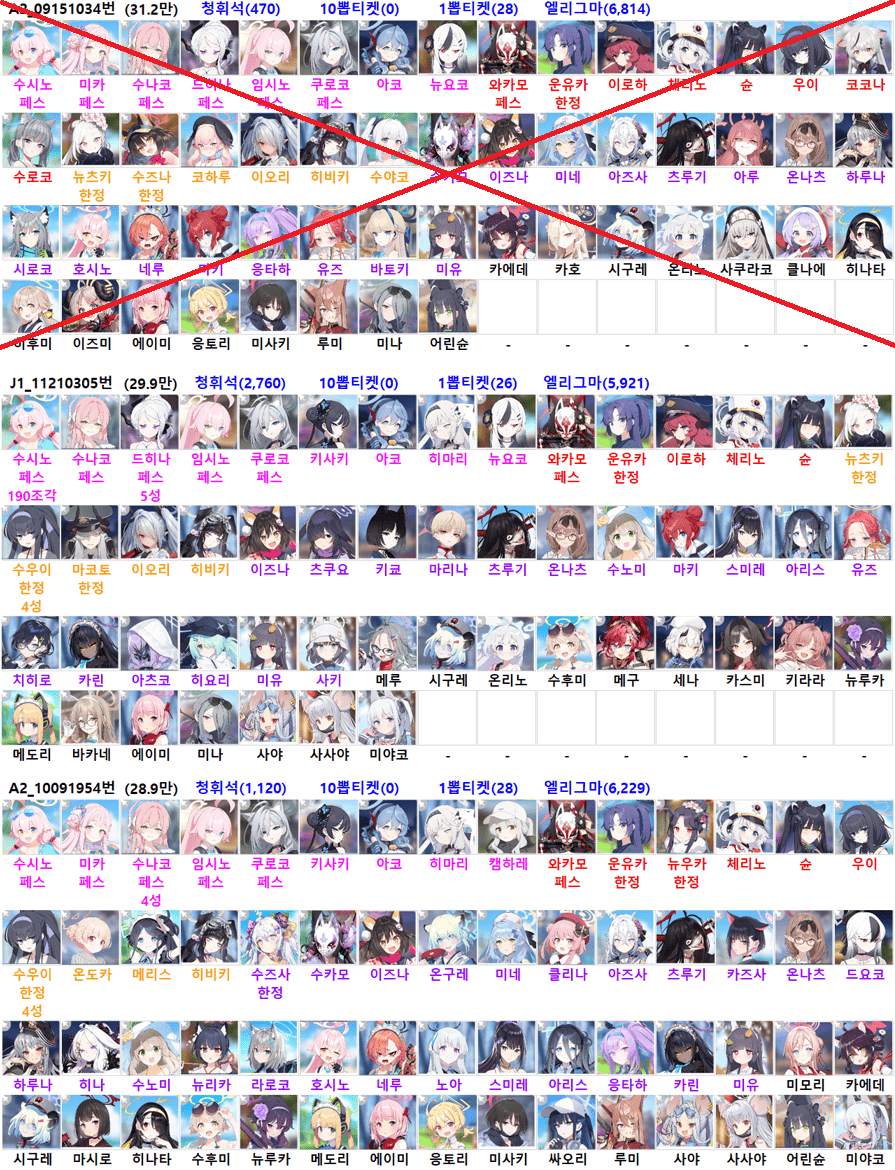 A2_09151034번 (31.2만) 청휘석(470) 10뽑티켓(0) 1뽑티켓(28) 엘리그마(6,814)
수시노 미카 수나코 드히나 임시노 쿠로코 아코 뉴요코 와카모 운유카 이로하 체리노 슌 우이 코코나
페스 페스 페스 페스 페스 페스 페스 한정
수로코 뉴츠키 수즈나 코하루 이오리 히비키 수야코 수카모 이즈나 미네 아즈사 츠루기 아루 온나츠 하루나
한정 한정
시로코 호시노 네루 마키 응타하 유즈 바토키 미유 카에데 카호 시구레 온리노 사쿠라코 클나에 히나타
히후미 이즈미 에이미 응토리 미사키 루미 미나 어린슌 - - - - - - -
J1_11210305번 (29.9만) 청휘석(2,760) 10뽑티켓(0) 1뽑티켓(26) 엘리그마(5,921)
수시노 수나코 드히나 임시노 쿠로코 키사키 아코 히마리 뉴요코 와카모 운유카 이로하 체리노 슌 뉴츠키
페스 페스 페스 페스 페스 페스 한정 한정
190조각 5성
수우이 마코토 이오리 히비키 이즈나 츠쿠요 키쿄 마리나 츠루기 온나츠 수노미 마키 스미레 아리스 유즈
한정 한정
4성
치히로 카린 아츠코 히요리 미유 사키 메루 시구레 온리노 수후미 메구 세나 카스미 키라라 뉴루카
메도리 바카네 에이미 미나 사야 사사야 미야코 - - - - - - - -
A2_10091954번 (28.9만) 청휘석(1,120) 10뽑티켓(0) 1뽑티켓(28) 엘리그마(6,229)
수시노 미카 수나코 임시노 쿠로코 키사키 아코 히마리 캠하레 와카모 운유카 뉴우카 체리노 슌 우이
페스 페스 페스 페스 페스 페스 한정 한정
4성
수우이 온도카 메리스 히비키 수즈사 수카모 이즈나 온구레 미네 클리나 아즈사 츠루기 카즈사 온나츠 드요코
한정 한정
4성
하루나 히나 수노미 뉴리카 라로코 호시노 네루 노아 스미레 아리스 응타하 카린 미유 미모리 카에데
시구레 마시로 히나타 수후미 뉴루카 메도리 에이미 응토리 미사키 싸오리 루미 사야 사사야 어린슌 미야코